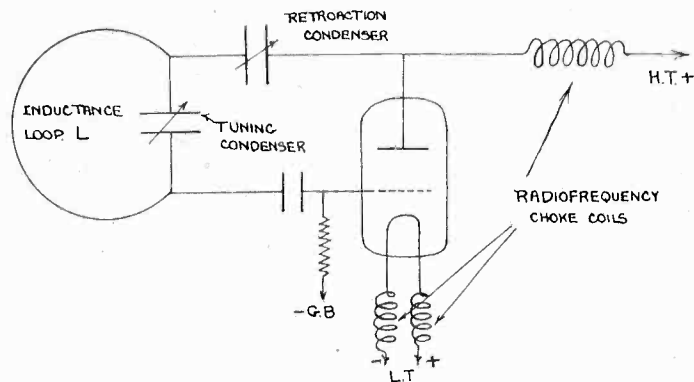 RETROACTION
CONDENSER
H.T. +
INDUCTANCE
LOOP. L
TUNING
CONDENSER
RADIOFREQUENCY
CHOKE COILS
- G.B
- +
L.T